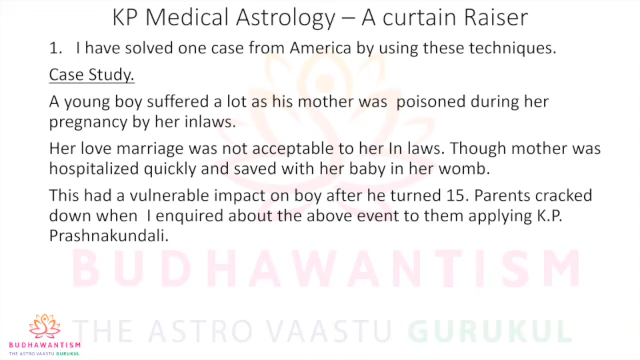 KP Medical Astrology – A curtain Raiser
1. I have solved one case from America by using these techniques.
Case Study.
A young boy suffered a lot as his mother was poisoned during her
pregnancy by her inlaws.
Her love marriage was not acceptable to her In laws. Though mother was
hospitalized quickly and saved with her baby in her womb.
This had a vulnerable impact on boy after he turned 15. Parents cracked
down when I enquired about the above event to them applying K.P.
Prashnakundali.
BUDHAWANTISM
THE ASTRO VAASTU GURUKUL
BUDHAWANTISM
THE ASTRO VAASTU GURUKUL